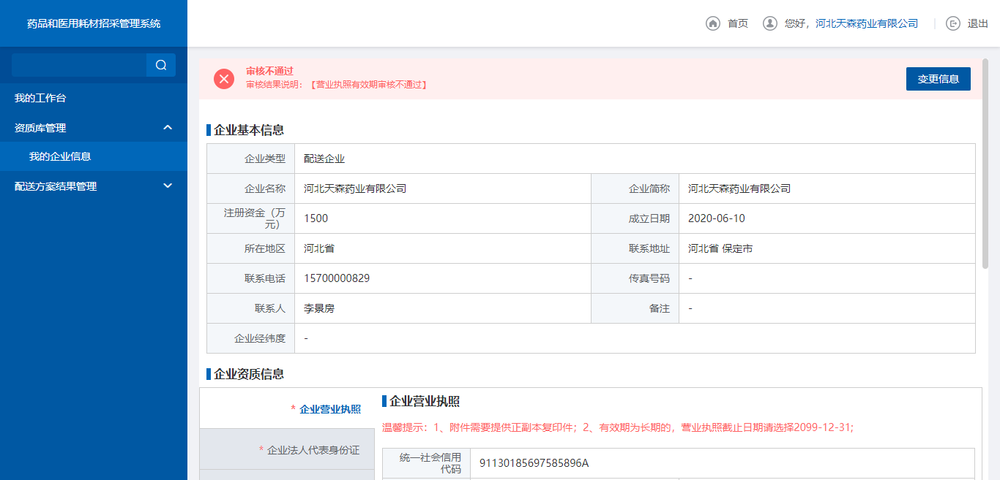 药品和医用耗材招采管理系统
首页 您好，河北天森药业有限公司 退出
我的工作台
资质库管理
我的企业信息
配送方案结果管理
审核不通过
审核结果说明：【营业执照有效期审核不通过】
变更信息
企业基本信息
企业类型 配送企业
企业名称 河北天森药业有限公司 企业简称 河北天森药业有限公司
注册资金（万
元） 1500 成立日期 2020-06-10
所在地区 河北省 联系地址 河北省 保定市
联系电话 15700000829 传真号码 -
联系人 李景房 备注 -
企业经纬度 -
企业资质信息
* 企业营业执照
* 企业法人代表身份证
企业营业执照
温馨提示：1、附件需要提供正副本复印件；2、有效期为长期的，营业执照截止日期请选择2099-12-31;
统一社会信用
代码 91130185697585896A